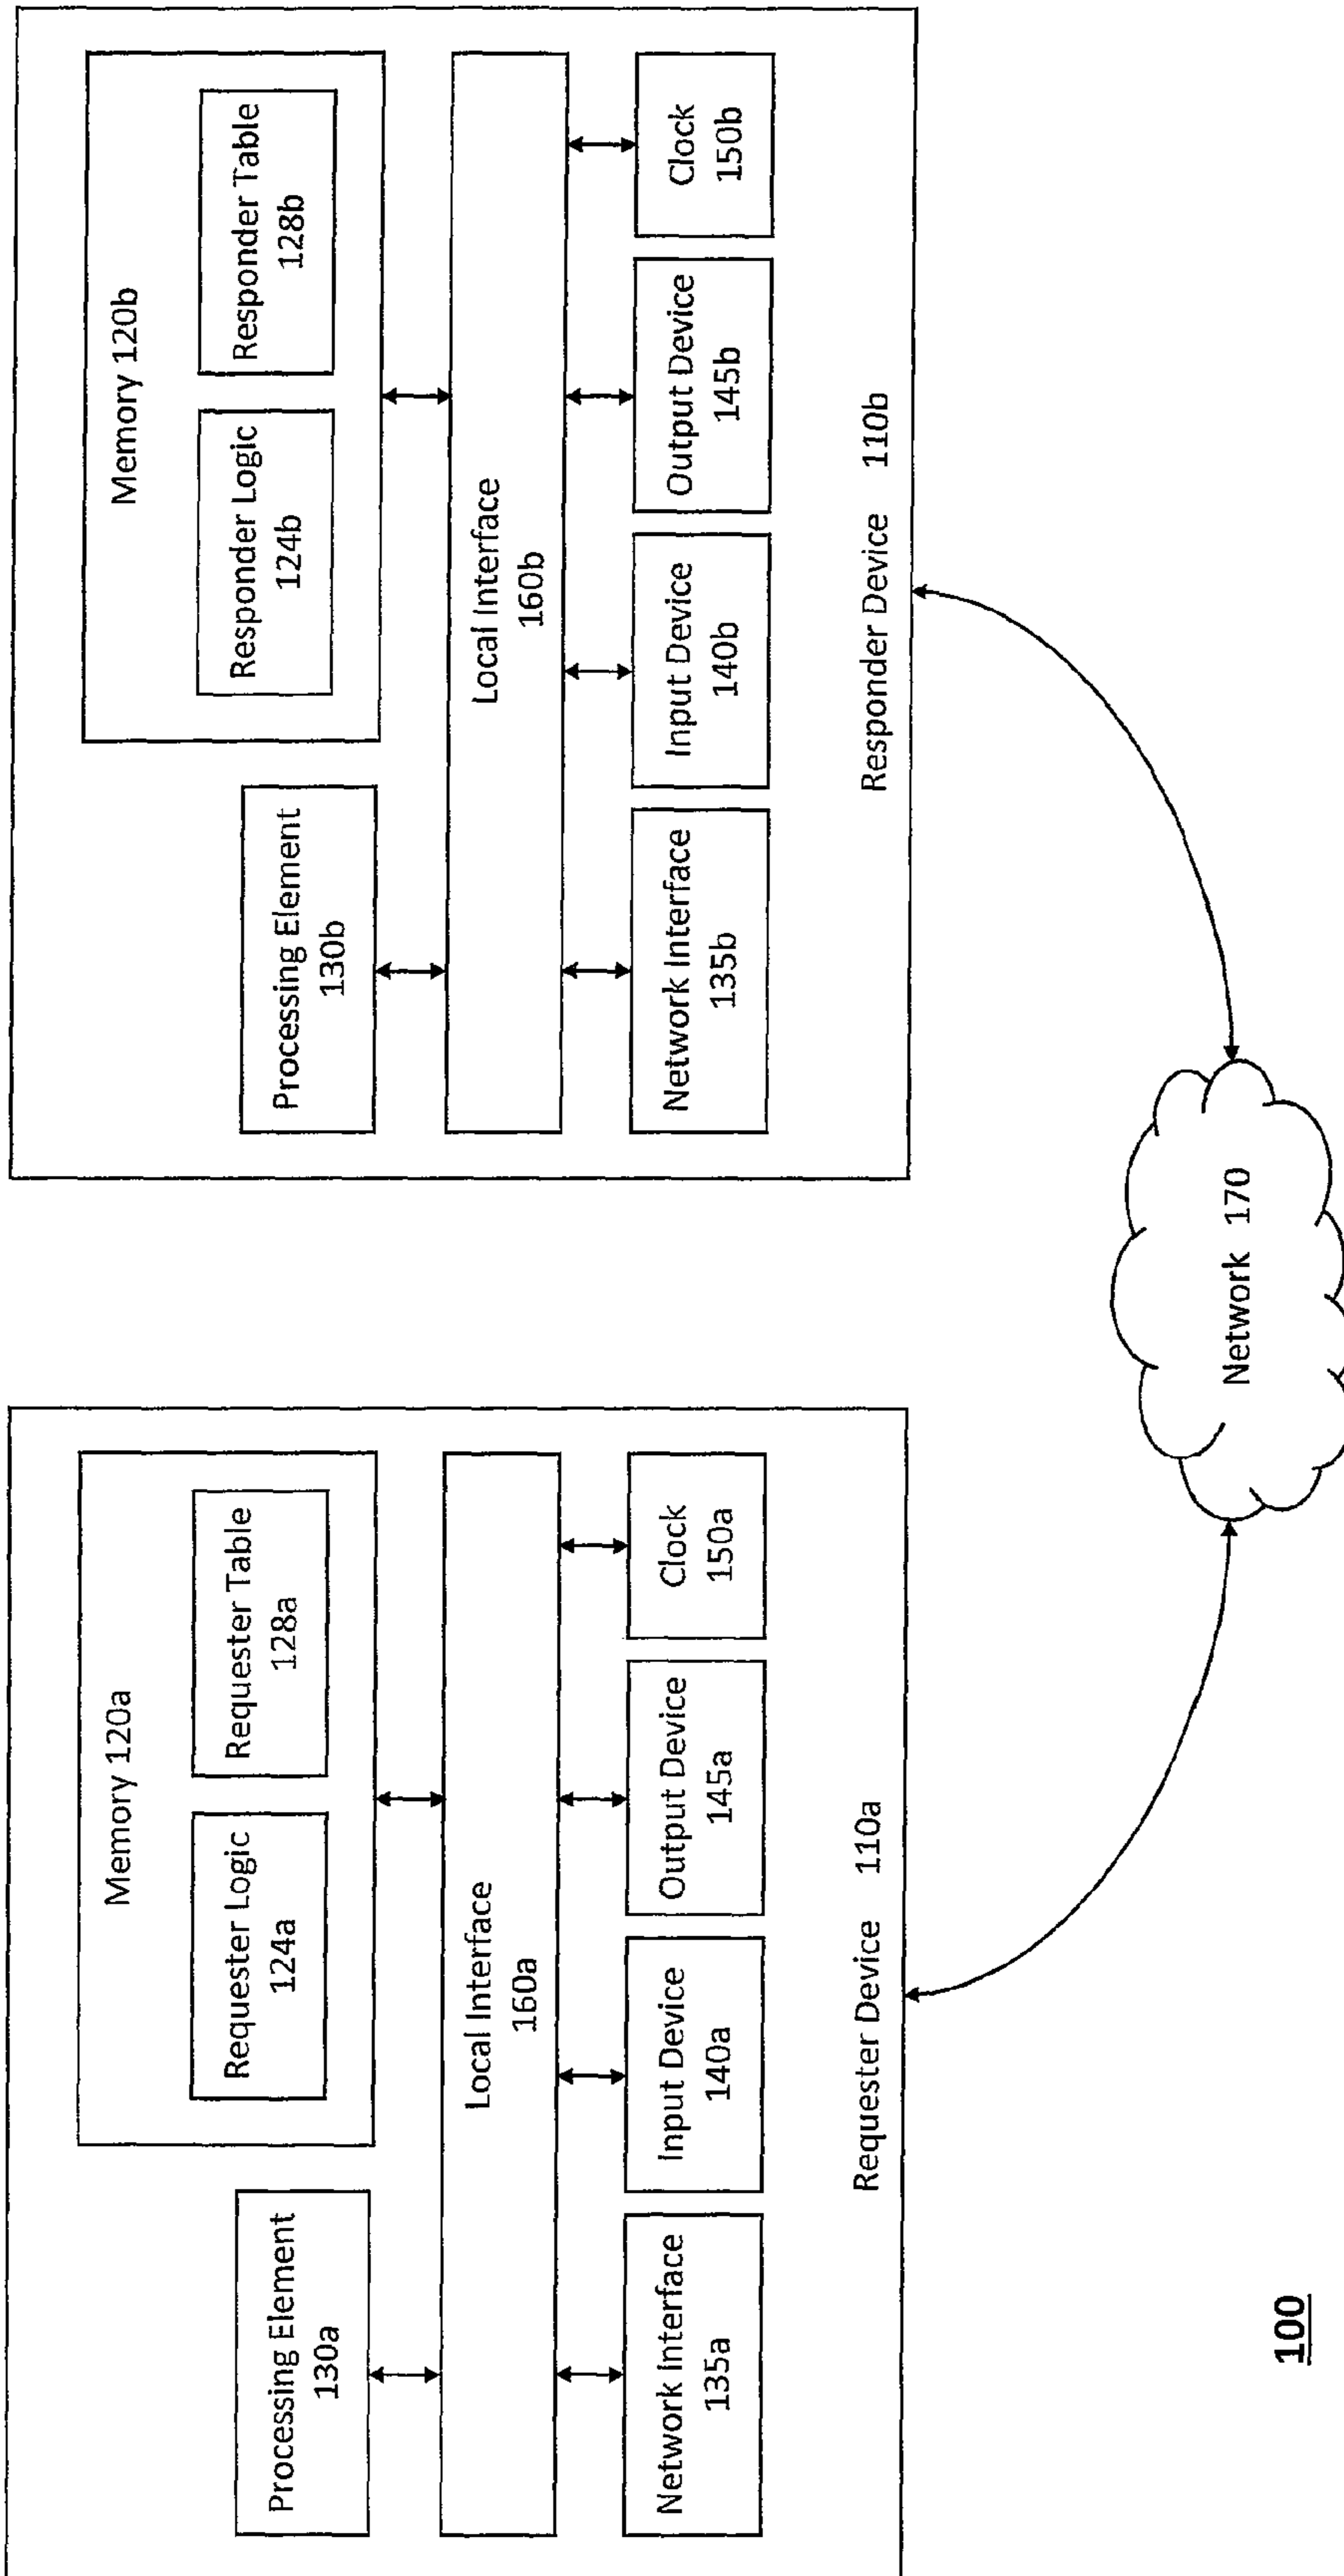 Memory 120a
Requester Logic
124a
Requester Table
128a
Processing Element
130a
Local Interface
160a
Network Interface
135a
Input Device
140a
Output Device
145a
Clock
150a
Requester Device 110a
Memory 120b
Responder Logic
124b
Responder Table
128b
Processing Element
130b
Local Interface
160b
Network Interface
135b
Input Device
140b
Output Device
145b
Clock
150b
Responder Device 110b
Network 170
100